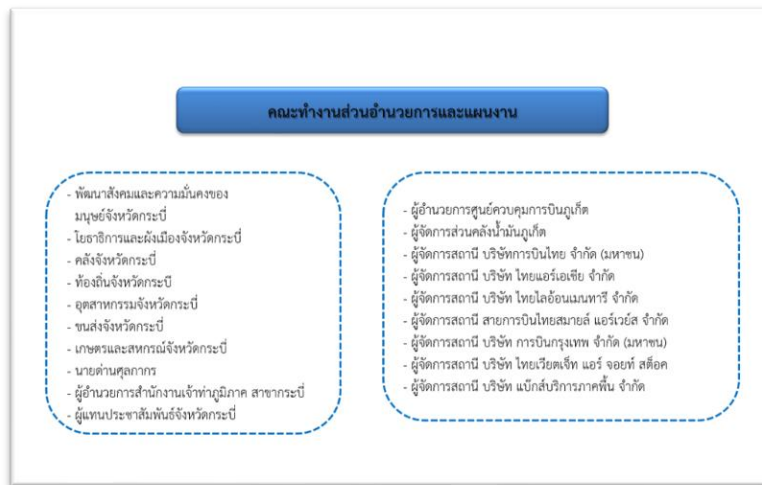 คณะทำงานส่วนอำนวยการและแผนงาน
- พัฒนาสังคมและความมั่นคงของ
มนุษย์จังหวัดกระบี่
- โยธาธิการและผังเมืองจังหวัดกระบี่
- คลังจังหวัดกระบี่
- ท้องถิ่นจังหวัดกระบี่
- อุตสาหกรรมจังหวัดกระบี่
- ขนส่งจังหวัดกระบี่
- เกษตรและสหกรณ์จังหวัดกระบี่
- นายด่านศุลกากร
- ผู้อำนวยการสำนักงานเจ้าท่าภูมิภาค สาขากระบี่
- ผู้แทนประชาสัมพันธ์จังหวัดกระบี่
- ผู้อำนวยการศูนย์ควบคุมการบินภูเก็ต
- ผู้จัดการส่วนคลังน้ำมันภูเก็ต
- ผู้จัดการสถานี บริษัทการบินไทย จำกัด (มหาชน)
- ผู้จัดการสถานี บริษัท ไทยแอร์เอเชีย จำกัด
- ผู้จัดการสถานี บริษัท ไทยไลอ้อนเมนทารี จำกัด
- ผู้จัดการสถานี สายการบินไทยสมายล์ แอร์เวย์ส จำกัด
- ผู้จัดการสถานี บริษัท การบินกรุงเทพ จำกัด (มหาชน)
- ผู้จัดการสถานี บริษัท ไทยเวียตเจ็ท แอร์ จอยท์ สต็อค
- ผู้จัดการสถานี บริษัท แบ๊กส์บริการภาคพื้น จำกัด